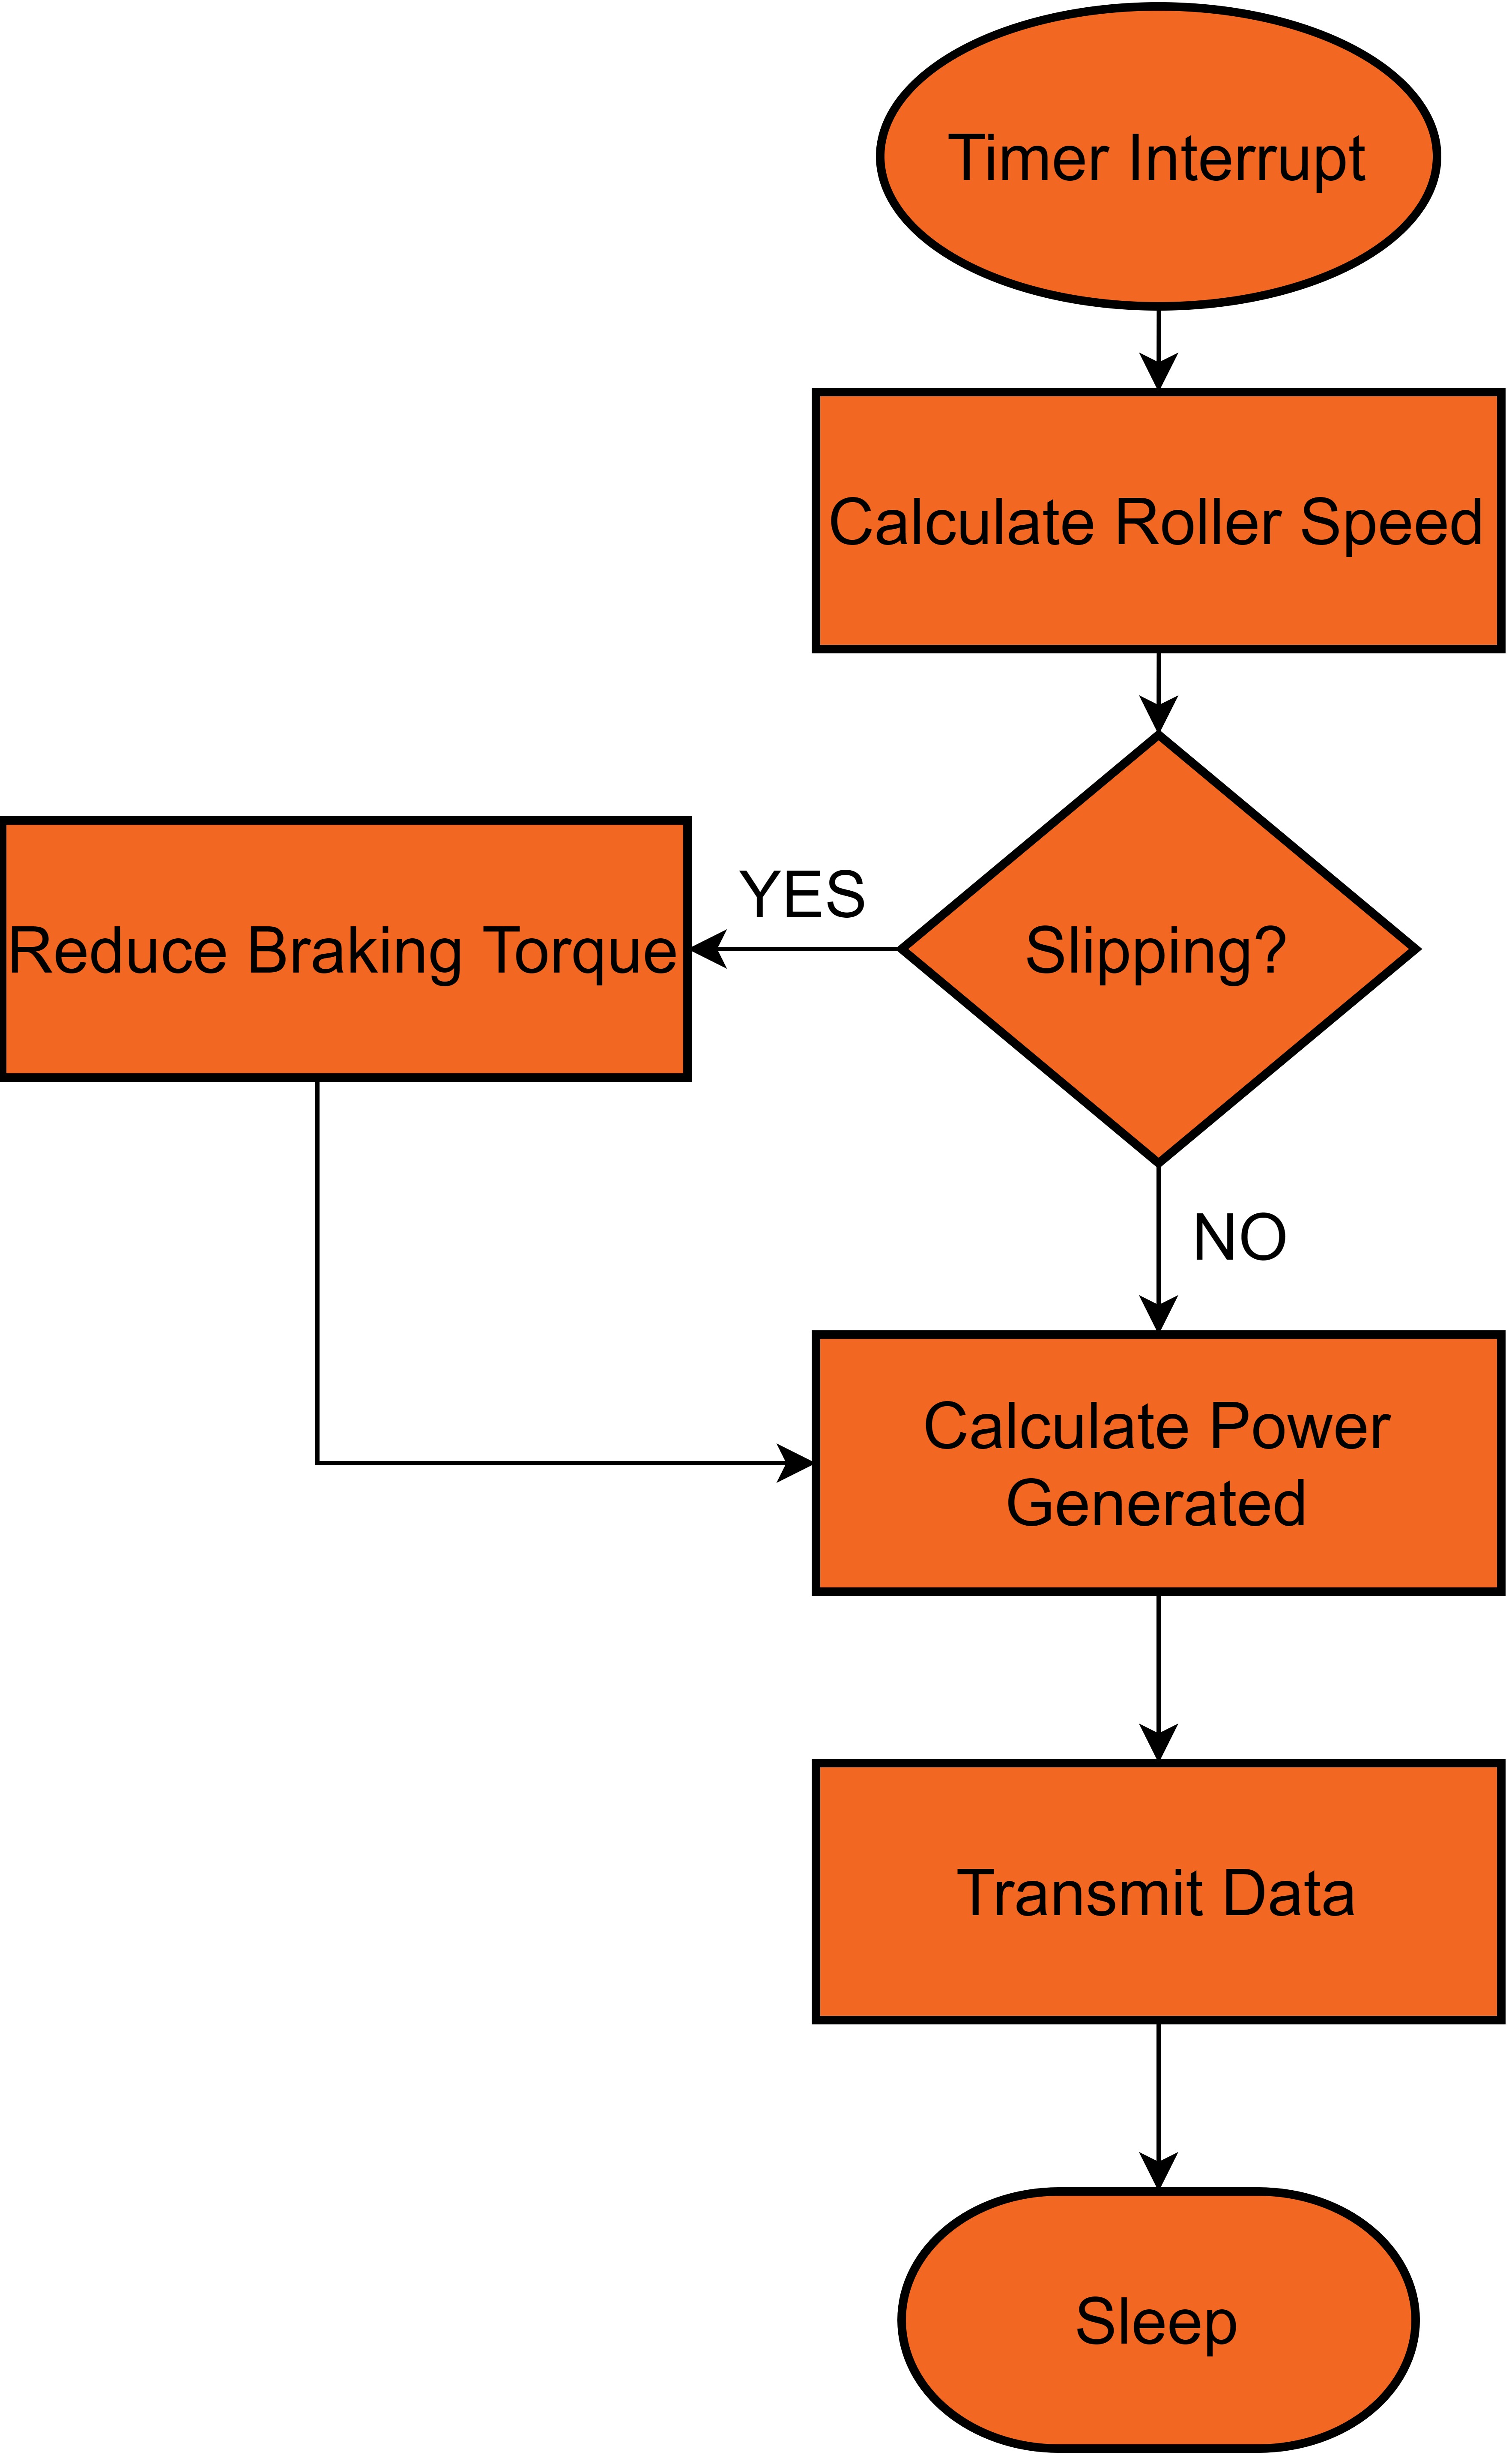 Timer Interrupt
Calculate Roller Speed
Slipping?
YES
Reduce Braking Torque
NO
Calculate Power
Generated
Transmit Data
Sleep